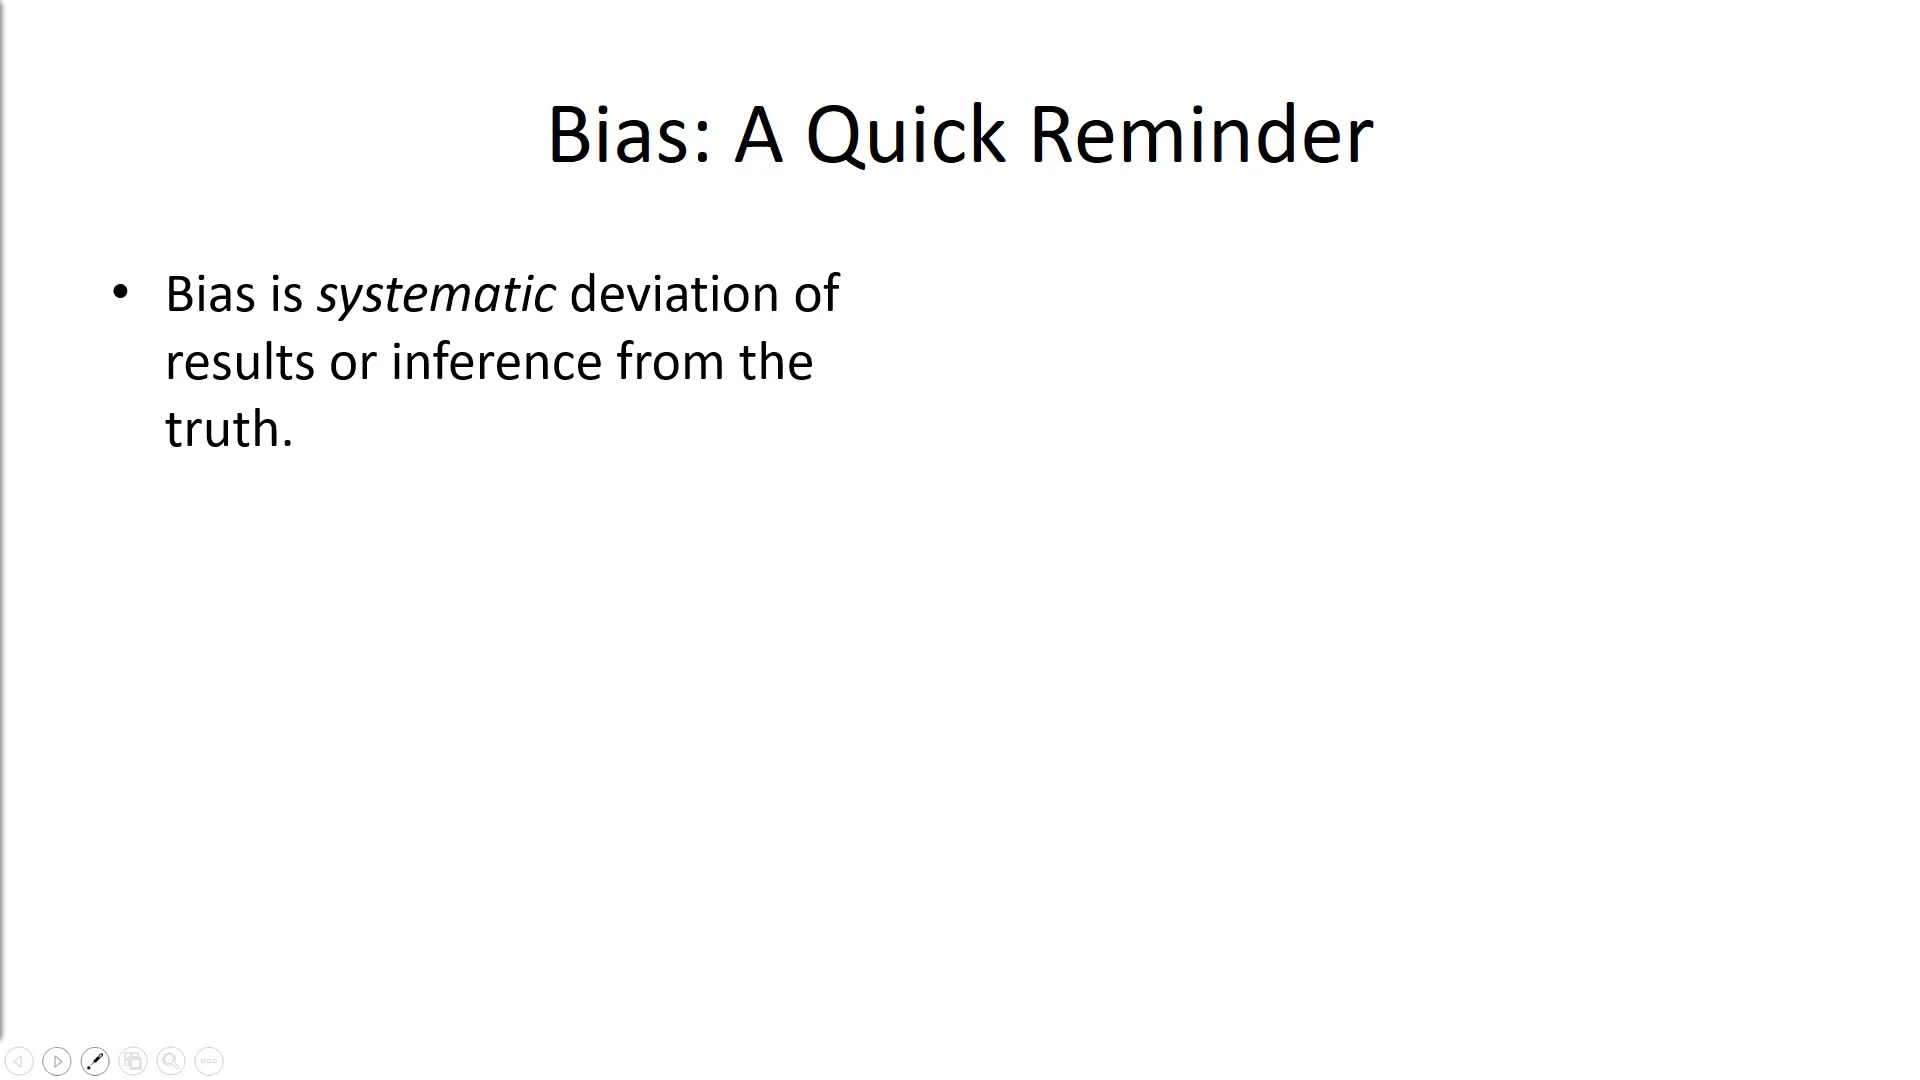 Bias: A Quick Reminder
• Bias is systematic deviation of
results or inference from the
truth.